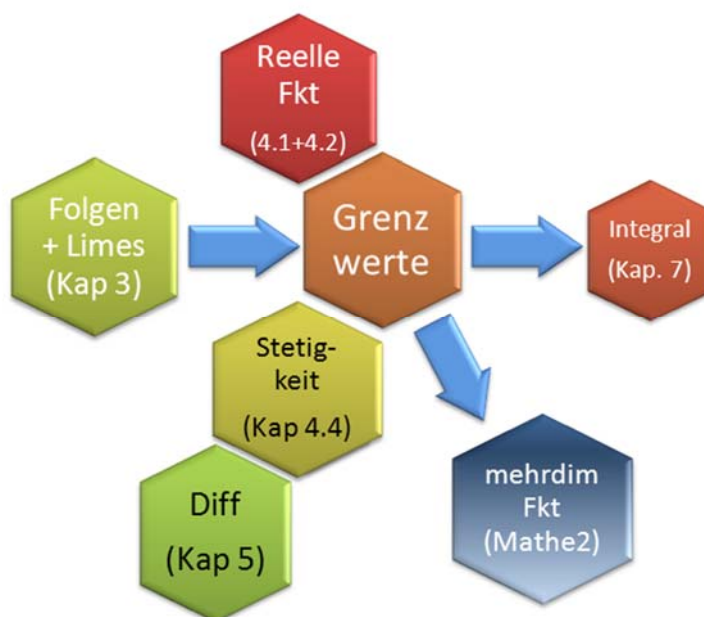 Reelle
Fkt
(4.1+4.2)
Folgen
+ Limes
(Kap 3)
Grenz
werte
Integral
(Kap. 7)
Stetig-
keit
(Kap 4.4)
Diff
(Kap 5)
mehrdim
Fkt
(Mathe2)